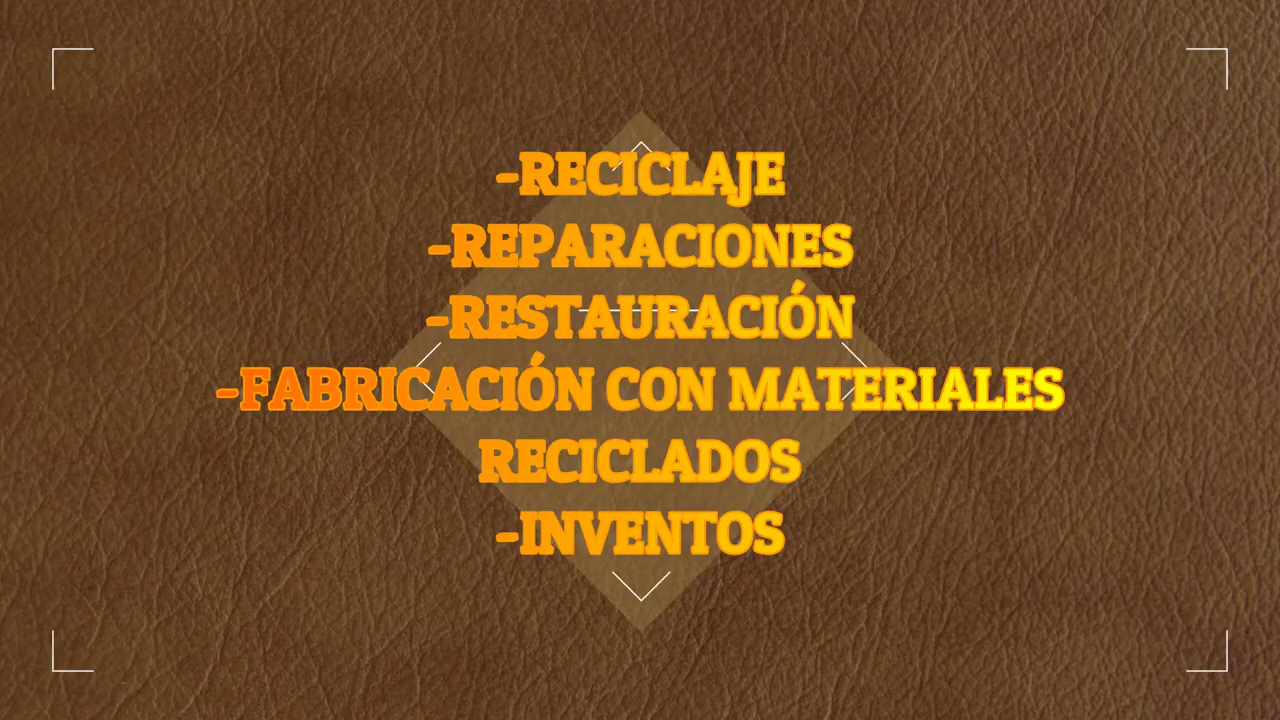 -RECICLAJE
-REPARACIONES
-RESTAURACIÓN
-FABRICACIÓN CON MATERIALES
RECICLADOS
-INVENTOS